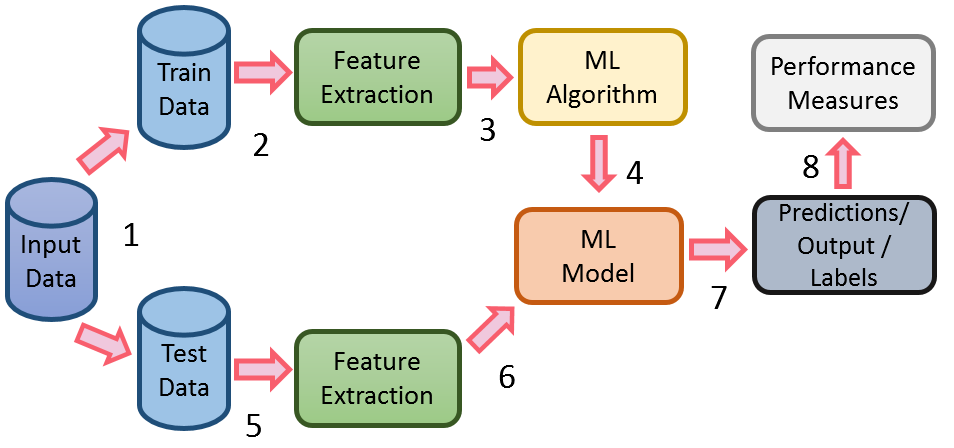 Train
Data
2
Feature
Extraction
3
ML
Algorithm
4
Performance
Measures
Input
Data
1
ML
Model
7
Predictions/
Output /
Labels
8
Test
Data
5
Feature
Extraction
6